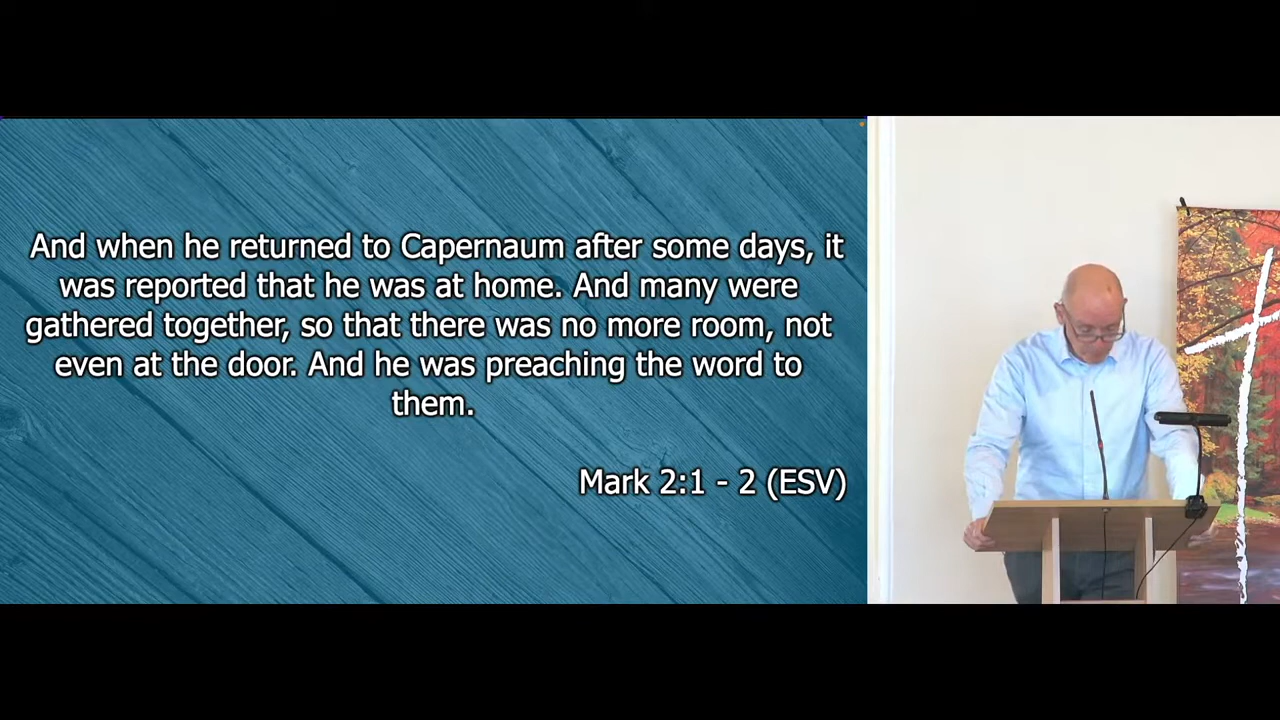 And when he returned to Capernaum after some days, it
was reported that he was at home. And many were
gathered together, so that there was no more room, not
even at the door. And he was preaching the word to
them.
Mark 2:1 - 2 (ESV)